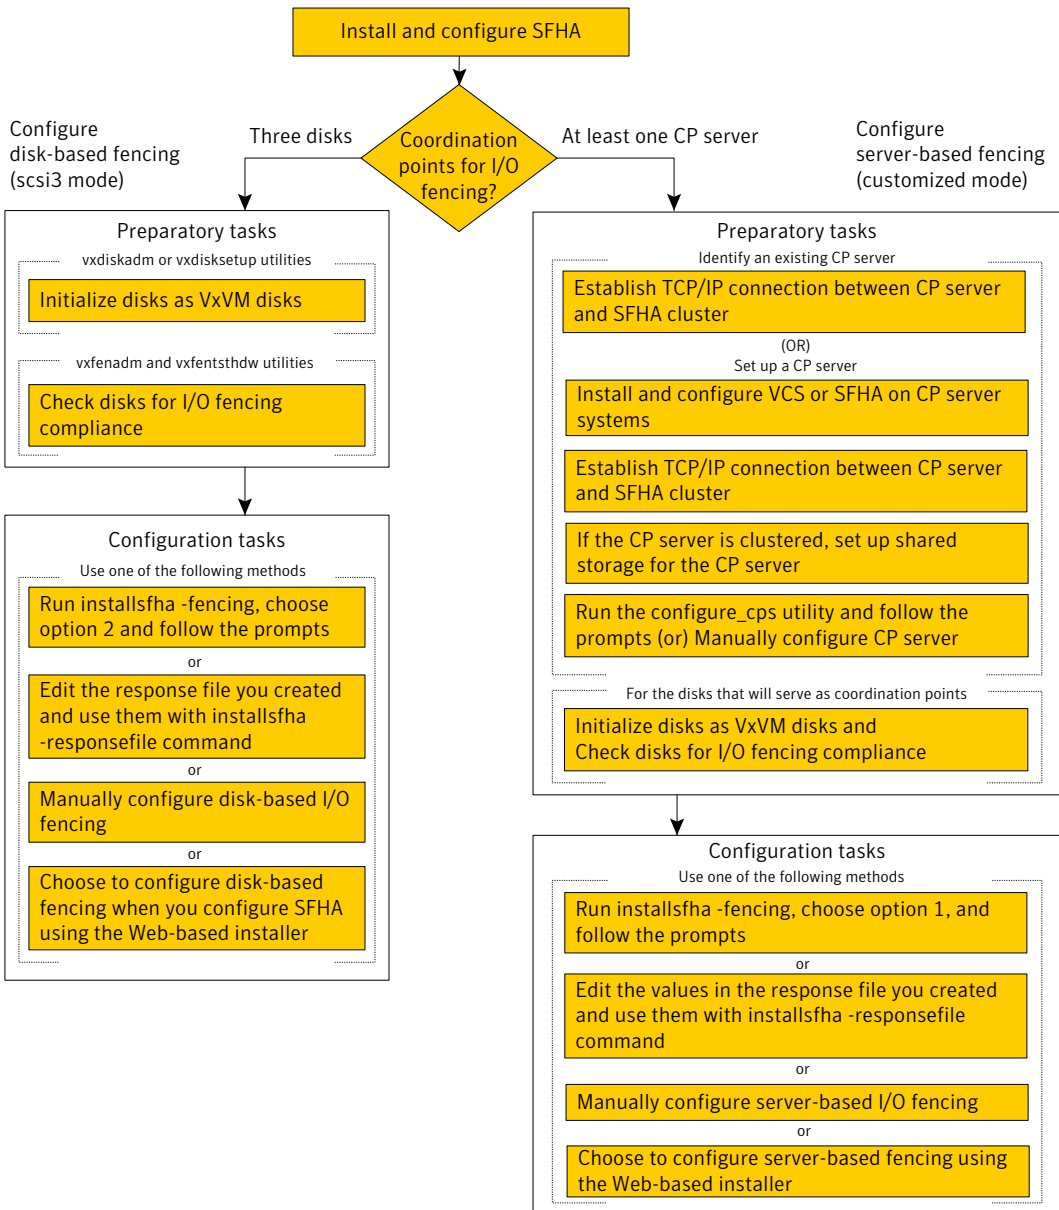 Install and configure SFHA
Coordination
points for I/O
fencing?
Three disks
At least one CP server
Configure
disk-based fencing
(scsi3 mode)
Preparatory tasks
vxdiskadm or vxdisksetup utilities
Initialize disks as VxVM disks
vxfenadm and vxfentsthdw utilities
Check disks for I/O fencing
compliance
Configuration tasks
Use one of the following methods
Run installsfha -fencing, choose
option 2 and follow the prompts
or
Edit the response file you created
and use them with installsfha
-responsefile command
or
Manually configure disk-based I/O
fencing
or
Choose to configure disk-based
fencing when you configure SFHA
using the Web-based installer
Configure
server-based fencing
(customized mode)
Preparatory tasks
Identify an existing CP server
Establish TCP/IP connection between CP server
and SFHA cluster
(OR)
Set up a CP server
Install and configure VCS or SFHA on CP server
systems
Establish TCP/IP connection between CP server
and SFHA cluster
If the CP server is clustered, set up shared
storage for the CP server
Run the configure_cps utility and follow the
prompts (or) Manually configure CP server
For the disks that will serve as coordination points
Initialize disks as VxVM disks and
Check disks for I/O fencing compliance
Configuration tasks
Use one of the following methods
Run installsfha -fencing, choose option 1, and
follow the prompts
or
Edit the values in the response file you created
and use them with installsfha -responsefile
command
or
Manually configure server-based I/O fencing
or
Choose to configure server-based fencing using
the Web-based installer